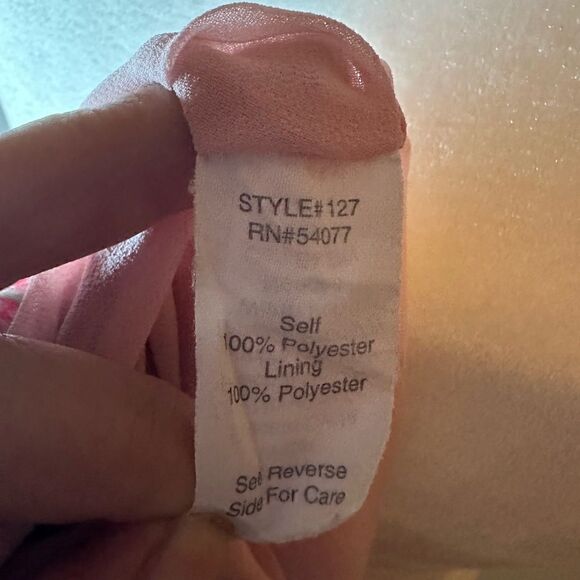 STYLE#127
RN#54077
Self
100% Polyester
Lining
100% Polyester
See Reverse
Side For Care